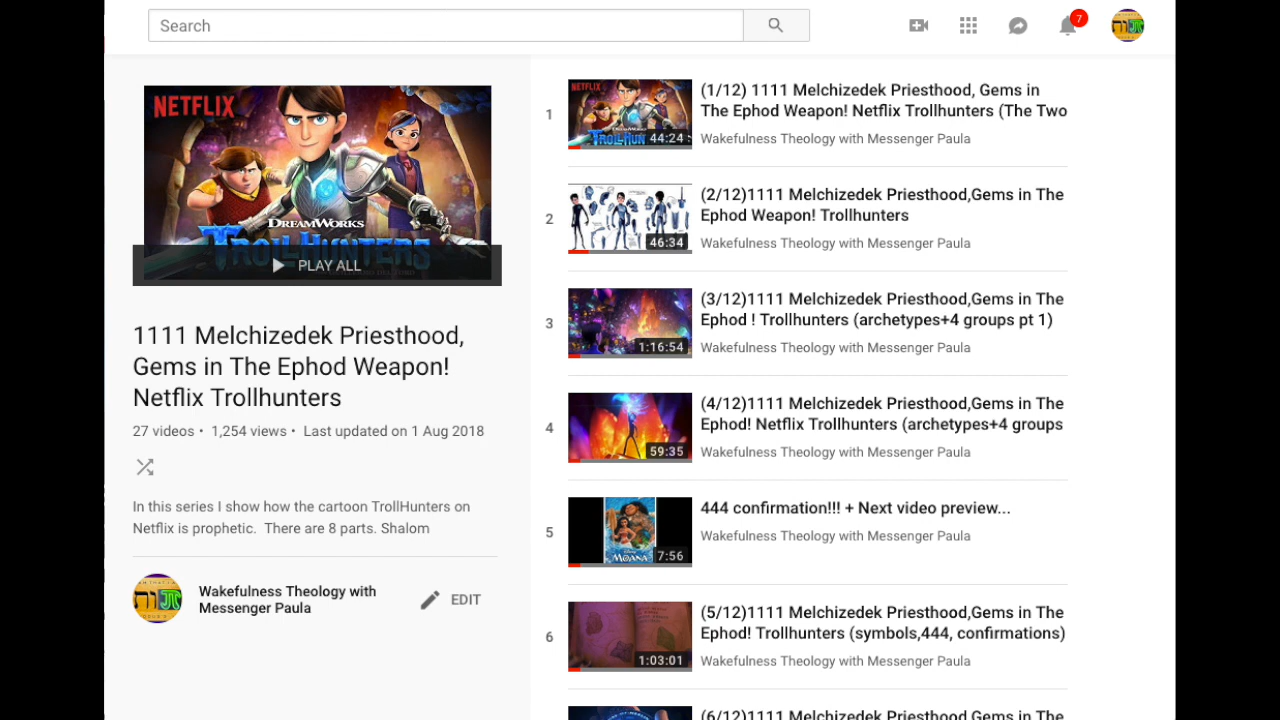 Search
7
NETFLIX
DREAMWORKS
TROLLHUNTERS
PLAY ALL
1111 Melchizedek Priesthood,
Gems in The Ephod Weapon!
Netflix Trollhunters
27 videos • 1,254 views • Last updated on 1 Aug 2018
In this series I show how the cartoon TrollHunters on
Netflix is prophetic.  There are 8 parts. Shalom
Wakefulness Theology with
Messenger Paula
EDIT
1
NETFLIX
44:24
(1/12) 1111 Melchizedek Priesthood, Gems in
The Ephod Weapon! Netflix Trollhunters (The Two
Wakefulness Theology with Messenger Paula
2
46:34
(2/12)1111 Melchizedek Priesthood,Gems in The
Ephod Weapon! Trollhunters
Wakefulness Theology with Messenger Paula
3
1:16:54
(3/12)1111 Melchizedek Priesthood,Gems in The
Ephod ! Trollhunters (archetypes+4 groups pt 1)
Wakefulness Theology with Messenger Paula
4
59:35
(4/12)1111 Melchizedek Priesthood,Gems in The
Ephod! Netflix Trollhunters (archetypes+4 groups
Wakefulness Theology with Messenger Paula
5
MOANA
7:56
444 confirmation!!! + Next video preview...
Wakefulness Theology with Messenger Paula
6
1:03:01
(5/12)1111 Melchizedek Priesthood,Gems in The
Ephod! Trollhunters (symbols,444, confirmations)
Wakefulness Theology with Messenger Paula
(6/12)1111 Melchizedek Priesthood,Gems in The